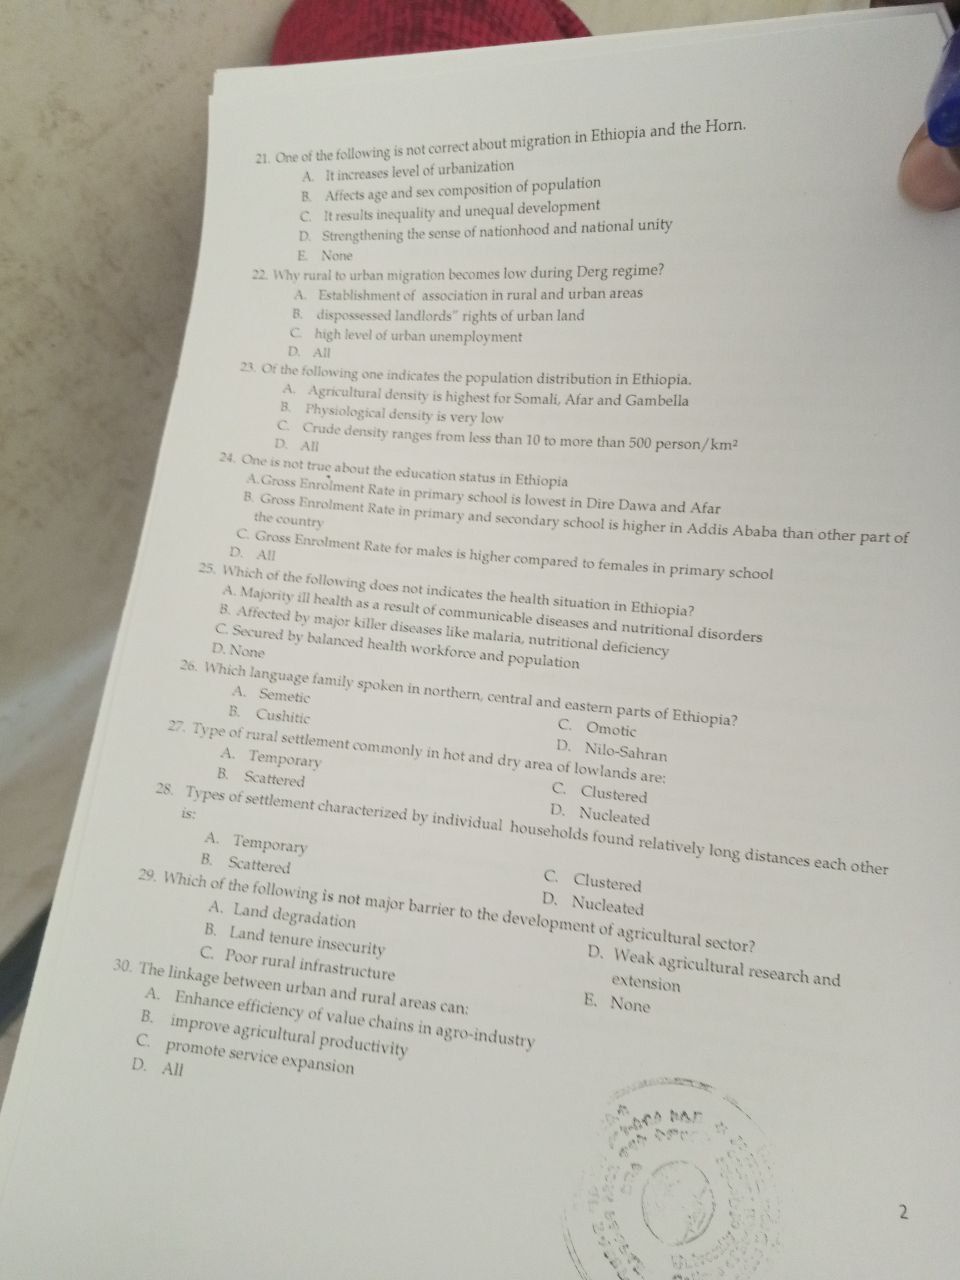 21. One of the following is not correct about migration in Ethiopia and the Horn.
A. It increases level of urbanization
B. Affects age and sex composition of population
C. It results inequality and unequal development
D. Strengthening the sense of nationhood and national unity
E. None
22. Why rural to urban migration becomes low during Derg regime?
A. Establishment of association in rural and urban areas
B. dispossessed landlords" rights of urban land
C. high level of urban unemployment
D. All
23. Of the following one indicates the population distribution in Ethiopia.
A. Agricultural density is highest for Somali, Afar and Gambella
B. Physiological density is very low
C. Crude density ranges from less than 10 to more than 500 person/km²
D. All
24. One is not true about the education status in Ethiopia
A.Gross Enrolment Rate in primary school is lowest in Dire Dawa and Afar
B. Gross Enrolment Rate in primary and secondary school is higher in Addis Ababa than other part of
the country
C. Gross Enrolment Rate for males is higher compared to females in primary school
D. All
25. Which of the following does not indicates the health situation in Ethiopia?
A. Majority ill health as a result of communicable diseases and nutritional disorders
B. Affected by major killer diseases like malaria, nutritional deficiency
C. Secured by balanced health workforce and population
D. None
26. Which language family spoken in northern, central and eastern parts of Ethiopia?
A. Semetic
B. Cushitic
C. Omotic
D. Nilo-Sahran
27. Type of rural settlement commonly in hot and dry area of lowlands are:
A. Temporary
B. Scattered
C. Clustered
D. Nucleated
28. Types of settlement characterized by individual households found relatively long distances each other
is:
A. Temporary
B. Scattered
C. Clustered
D. Nucleated
29. Which of the following is not major barrier to the development of agricultural sector?
A. Land degradation
B. Land tenure insecurity
C. Poor rural infrastructure
D. Weak agricultural research and
extension
E. None
30. The linkage between urban and rural areas can:
A. Enhance efficiency of value chains in agro-industry
B. improve agricultural productivity
C. promote service expansion
D. All
2